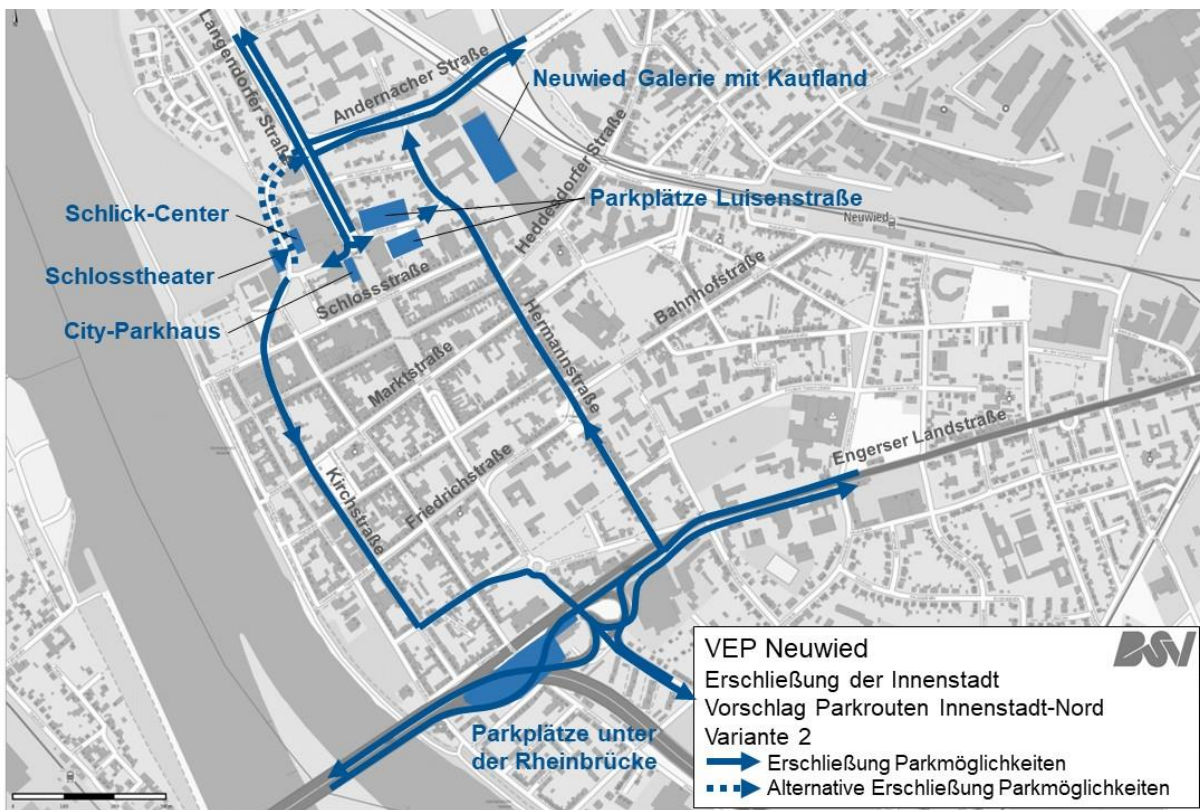 Langendorfer Straße
Andernacher Straße
Neuwied Galerie mit Kaufland
Heddesdorfer Straße
Parkplätze Luisenstraße
Schlick-Center
Neuwied
Schlosstheater
Schlossstraße
City-Parkhaus
Bahnhofstraße
Marktstraße
Hermannstraße
Engerser Landstraße
Kirchstraße
Friedrichstraße
Parkplätze unter
der Rheinbrücke
VEP Neuwied
BSV
Erschließung der Innenstadt
Vorschlag Parkrouten Innenstadt-Nord
Variante 2
Erschließung Parkmöglichkeiten
Alternative Erschließung Parkmöglichkeiten